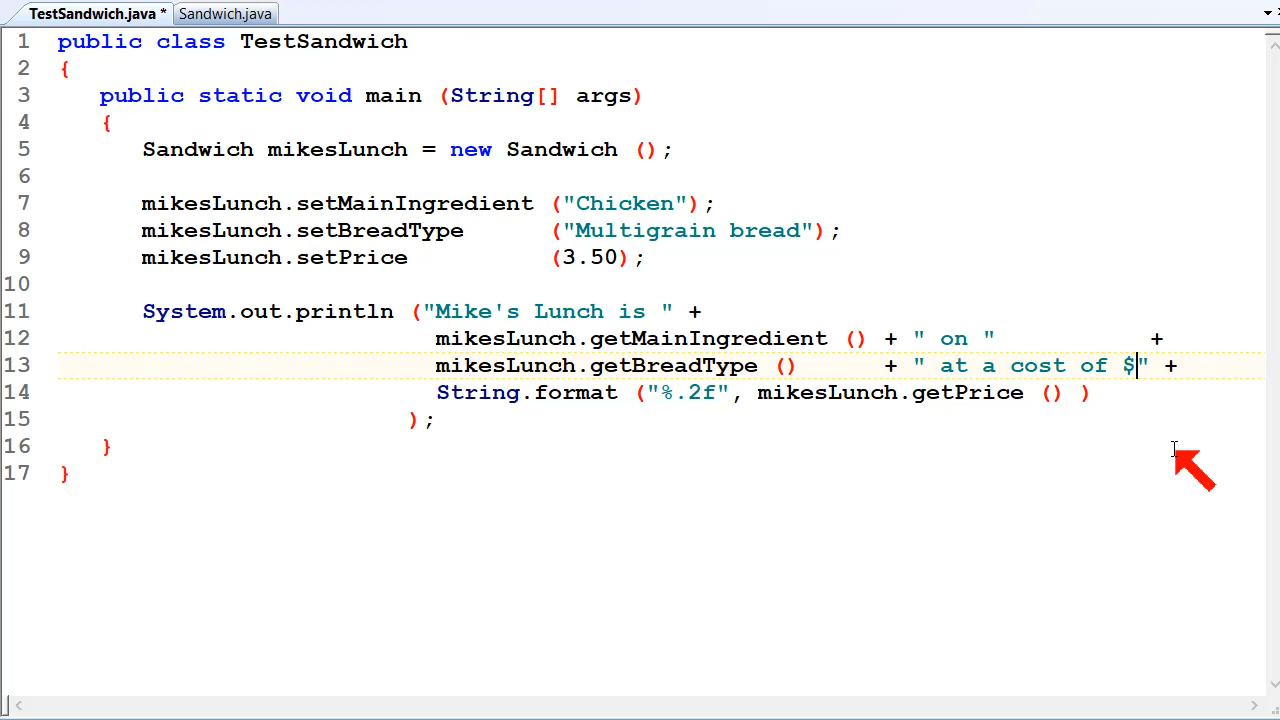 TestSandwich.java * Sandwich.java
1 public class TestSandwich
2 {
3 public static void main (String[] args)
4 {
5 Sandwich mikesLunch = new Sandwich ();
6
7 mikesLunch.setMainIngredient ("Chicken");
8 mikesLunch.setBreadType ("Multigrain bread");
9 mikesLunch.setPrice (3.50);
10
11 System.out.println ("Mike's Lunch is " +
12 mikesLunch.getMainIngredient () + " on " +
13 mikesLunch.getBreadType () + " at a cost of $" +
14 String.format ("%.2f", mikesLunch.getPrice () )
15 );
16 }
17 }